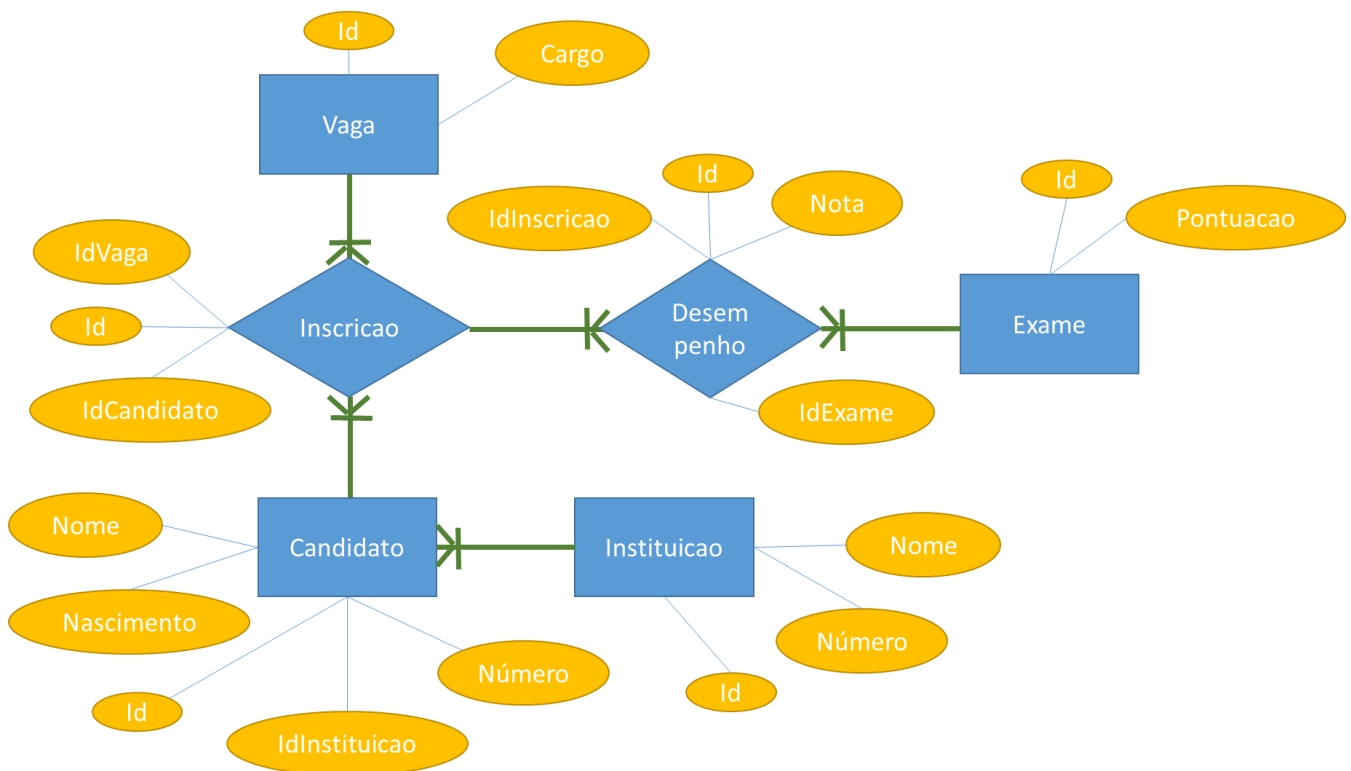 Id
Cargo
Vaga
Id
Id
IdInscricao
Nota
Pontuacao
IdVaga
Id
Inscricao
Desem
penho
Exame
IdCandidato
IdExame
Nome
Candidato
Instituicao
Nome
Nascimento
Número
Número
Id
Id
IdInstituicao